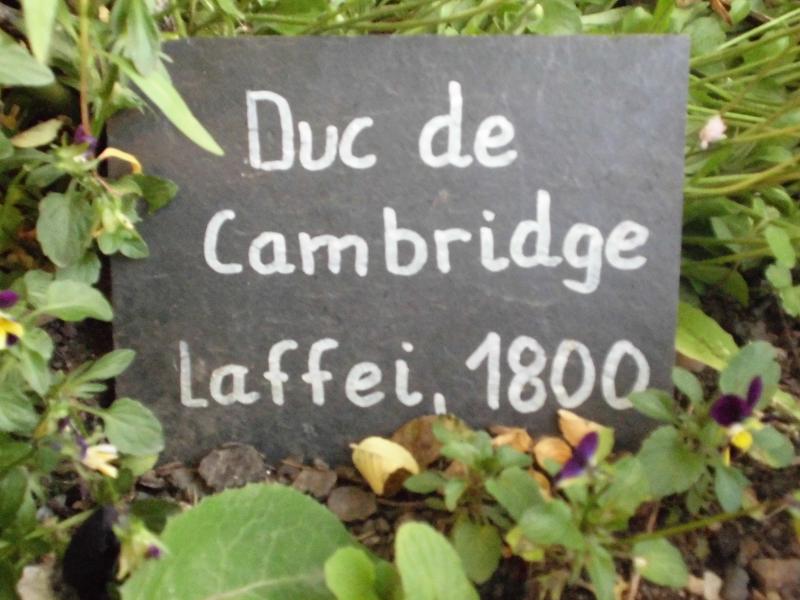 Duc de
Cambridge
Laffei, 1800